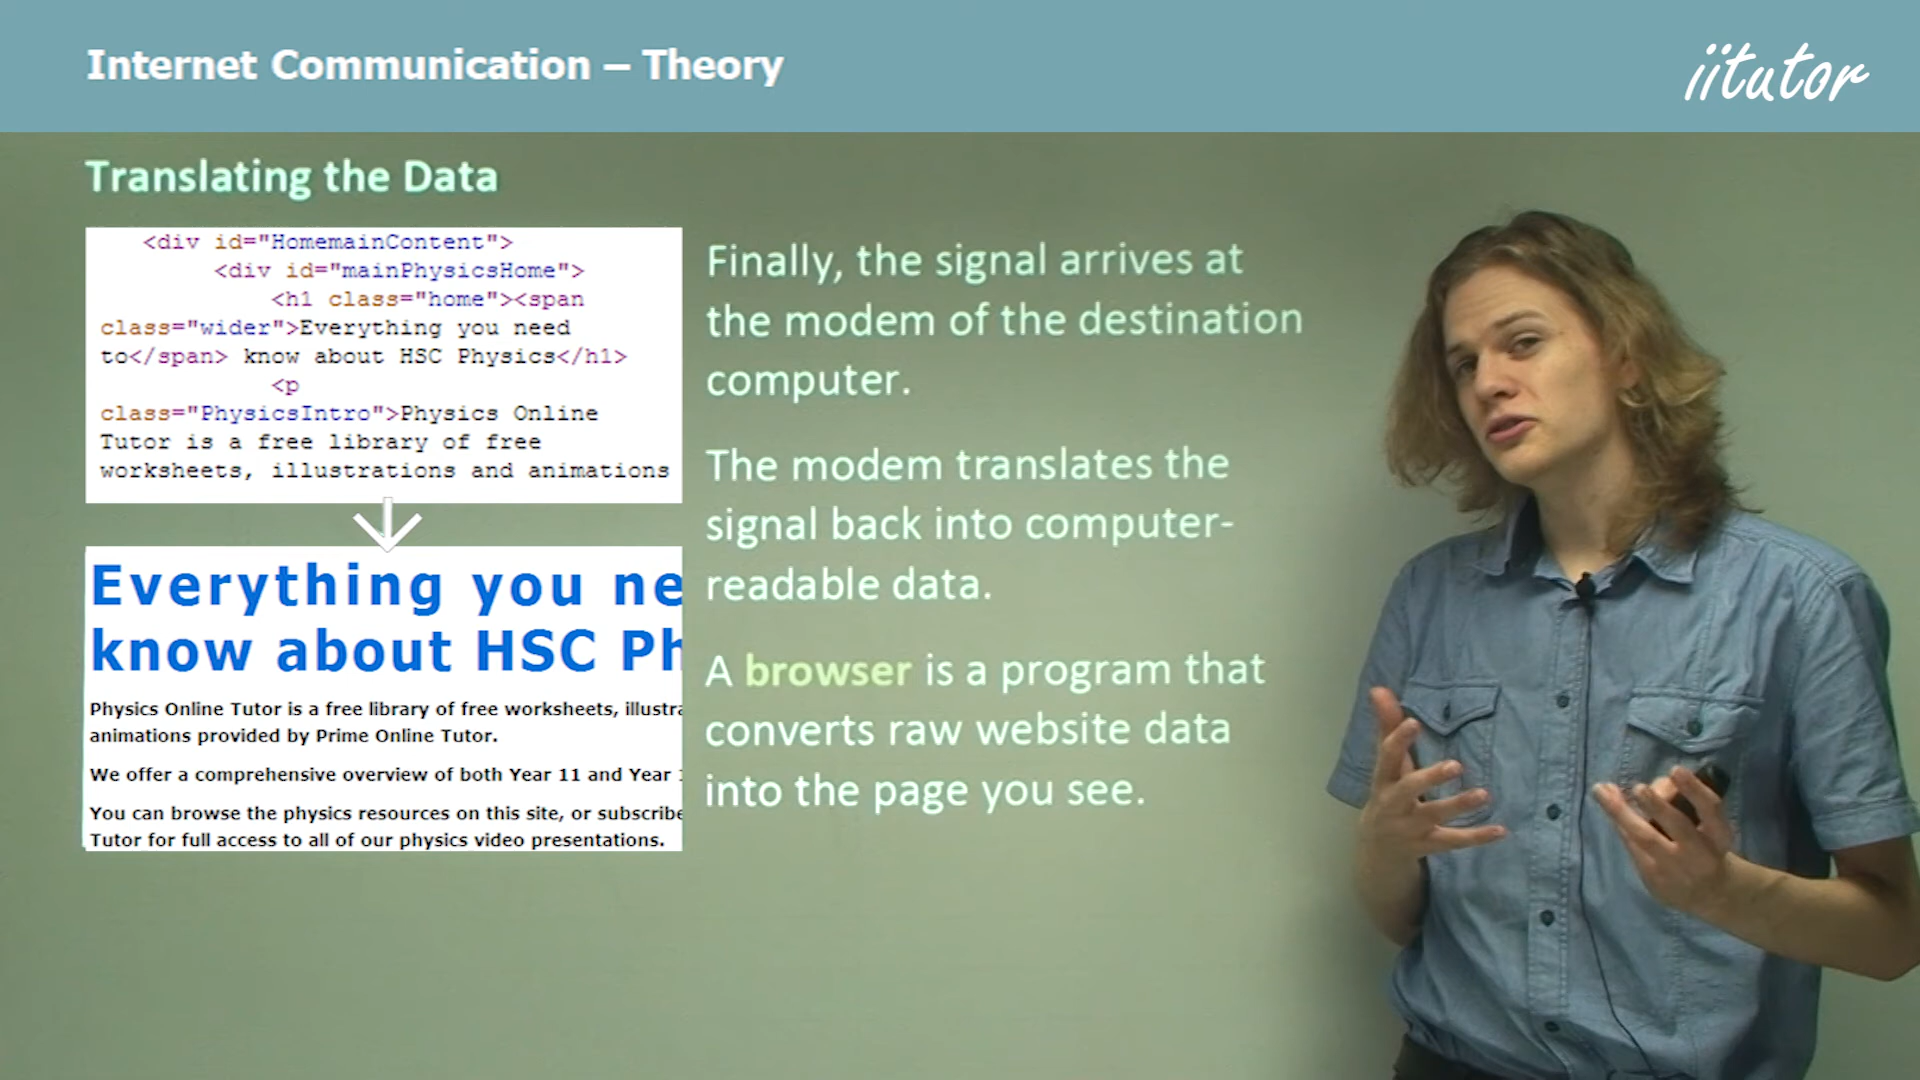 Internet Communication – Theory
iitutor
Translating the Data
<div id="HomemainContent">
<div id="mainPhysicsHome">
<h1 class="home"><span
class="wider">Everything you need
to</span> know about HSC Physics</h1>
<p
class="PhysicsIntro">Physics Online
Tutor is a free library of free
worksheets, illustrations and animations
Everything you ne
know about HSC Ph
Physics Online Tutor is a free library of free worksheets, illustra
animations provided by Prime Online Tutor.
We offer a comprehensive overview of both Year 11 and Year
You can browse the physics resources on this site, or subscribe
Tutor for full access to all of our physics video presentations.
Finally, the signal arrives at
the modem of the destination
computer.
The modem translates the
signal back into computer-
readable data.
A browser is a program that
converts raw website data
into the page you see.